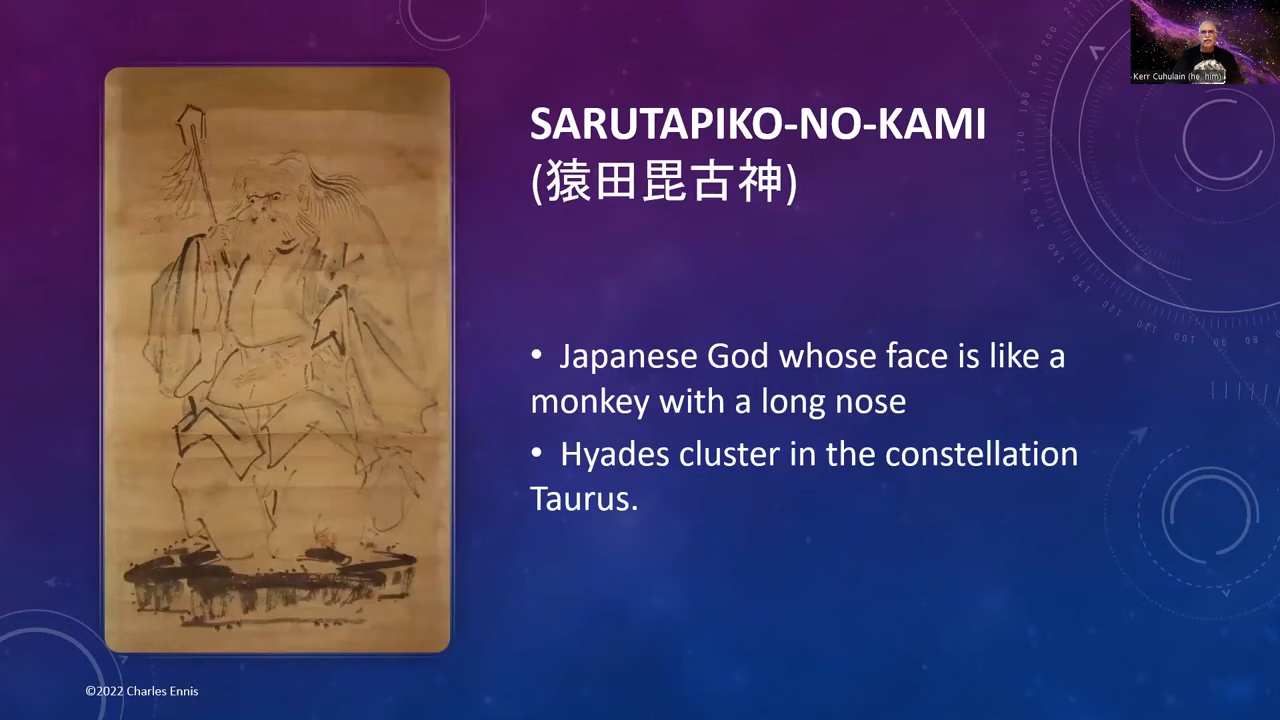 Kerr Cuhulain (he, him)
SARUTAPIKO-NO-KAMI
(猿田毘古神)
• Japanese God whose face is like a
monkey with a long nose
• Hyades cluster in the constellation
Taurus.
©2022 Charles Ennis